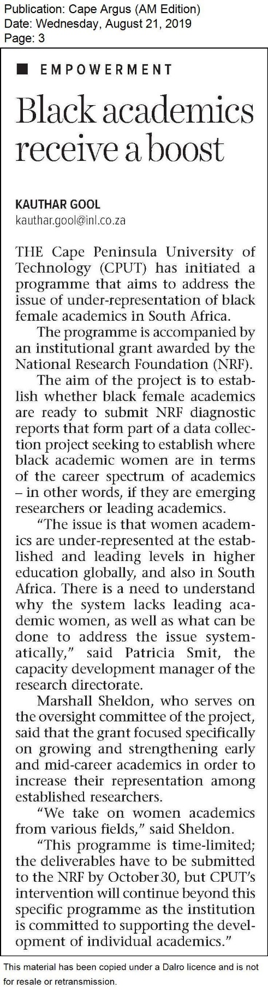 Publication: Cape Argus (AM Edition)
Date: Wednesday, August 21, 2019
Page: 3
■ EMPOWERMENT
Black academics
receive a boost
KAUTHAR GOOL
kauthar.gool@inl.co.za
THE Cape Peninsula University of
Technology (CPUT) has initiated a
programme that aims to address the
issue of under-representation of black
female academics in South Africa.
The programme is accompanied by
an institutional grant awarded by the
National Research Foundation (NRF).
The aim of the project is to estab-
lish whether black female academics
are ready to submit NRF diagnostic
reports that form part of a data collec-
tion project seeking to establish where
black academic women are in terms
of the career spectrum of academics
– in other words, if they are emerging
researchers or leading academics.
“The issue is that women academ-
ics are under-represented at the estab-
lished and leading levels in higher
education globally, and also in South
Africa. There is a need to understand
why the system lacks leading aca-
demic women, as well as what can be
done to address the issue system-
atically,” said Patricia Smit, the
capacity development manager of the
research directorate.
Marshall Sheldon, who serves on
the oversight committee of the project,
said that the grant focused specifically
on growing and strengthening early
and mid-career academics in order to
increase their representation among
established researchers.
“We take on women academics
from various fields,” said Sheldon.
“This programme is time-limited;
the deliverables have to be submitted
to the NRF by October 30, but CPUT’s
intervention will continue beyond this
specific programme as the institution
is committed to supporting the devel-
opment of individual academics.”
This material has been copied under a Dalro licence and is not
for resale or retransmission.